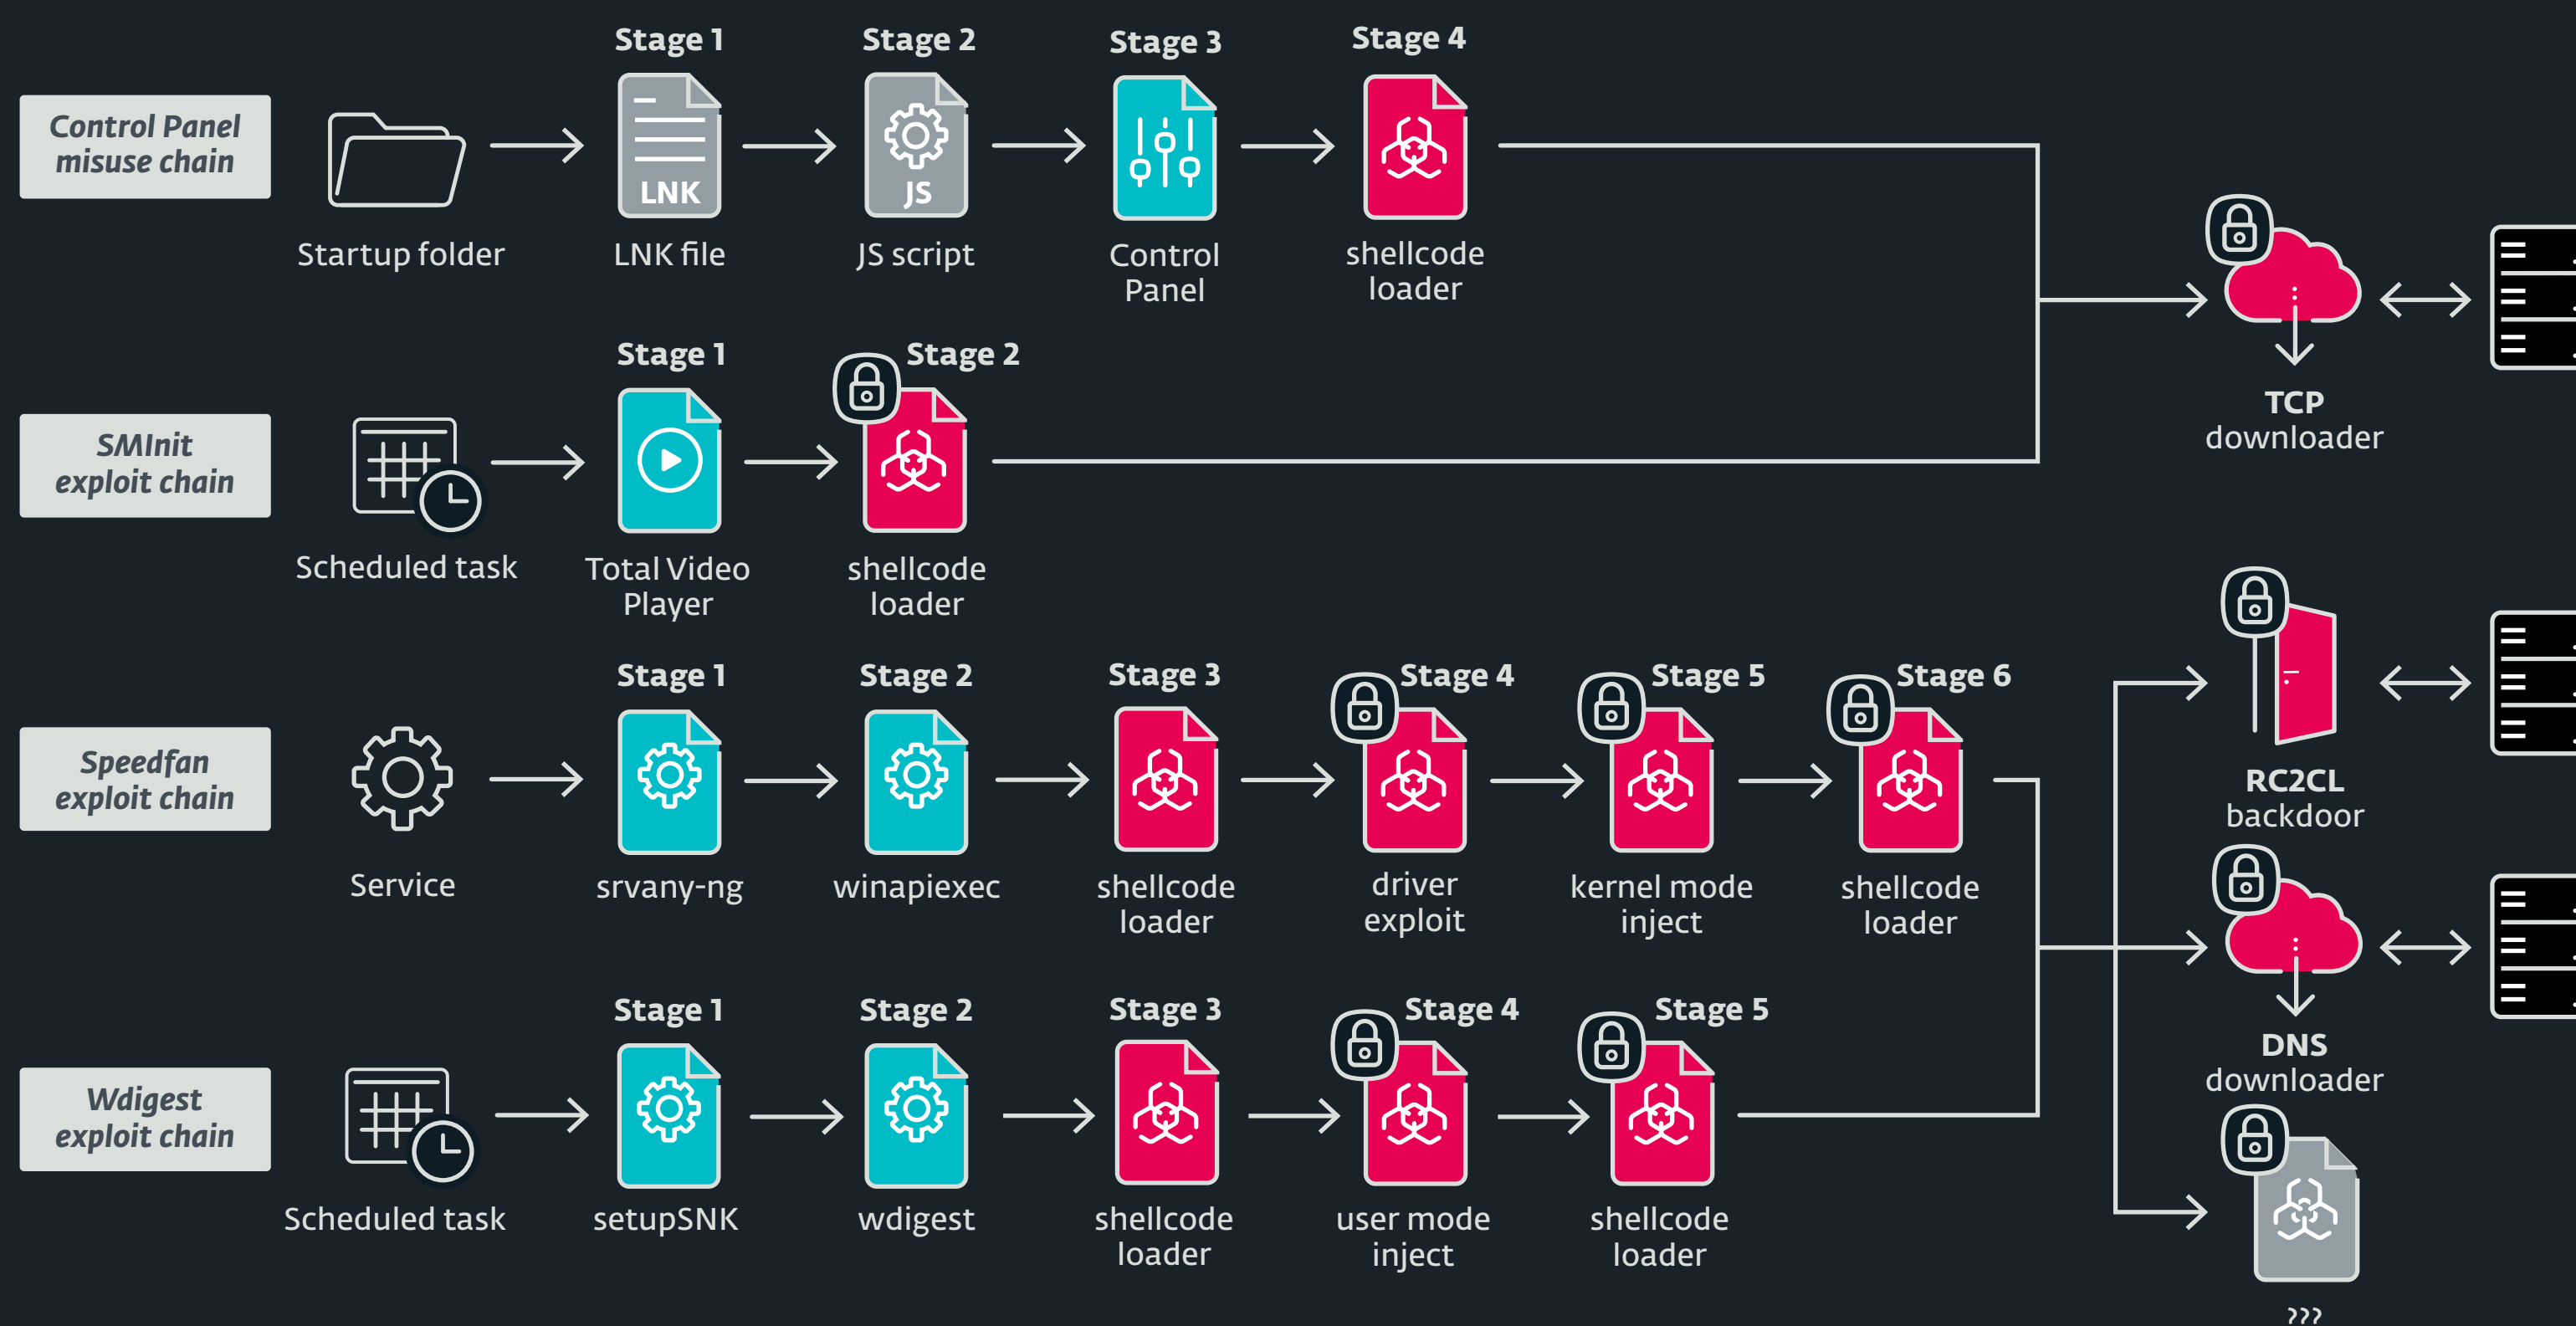 Stage 1
Stage 2
Stage 3
Stage 4
Control Panel
misuse chain
LNK
JS
Startup folder
LNK file
JS script
Control
Panel
shellcode
loader
TCP
downloader
Stage 1
Stage 2
SMInit
exploit chain
Scheduled task
Total Video
Player
shellcode
loader
Stage 1
Stage 2
Stage 3
Stage 4
Stage 5
Stage 6
Speedfan
exploit chain
Service
srvany-ng
winapiexec
shellcode
loader
driver
exploit
kernel mode
inject
shellcode
loader
RC2CL
backdoor
DNS
downloader
Stage 1
Stage 2
Stage 3
Stage 4
Stage 5
Wdigest
exploit chain
Scheduled task
setupSNK
wdigest
shellcode
loader
user mode
inject
shellcode
loader
???